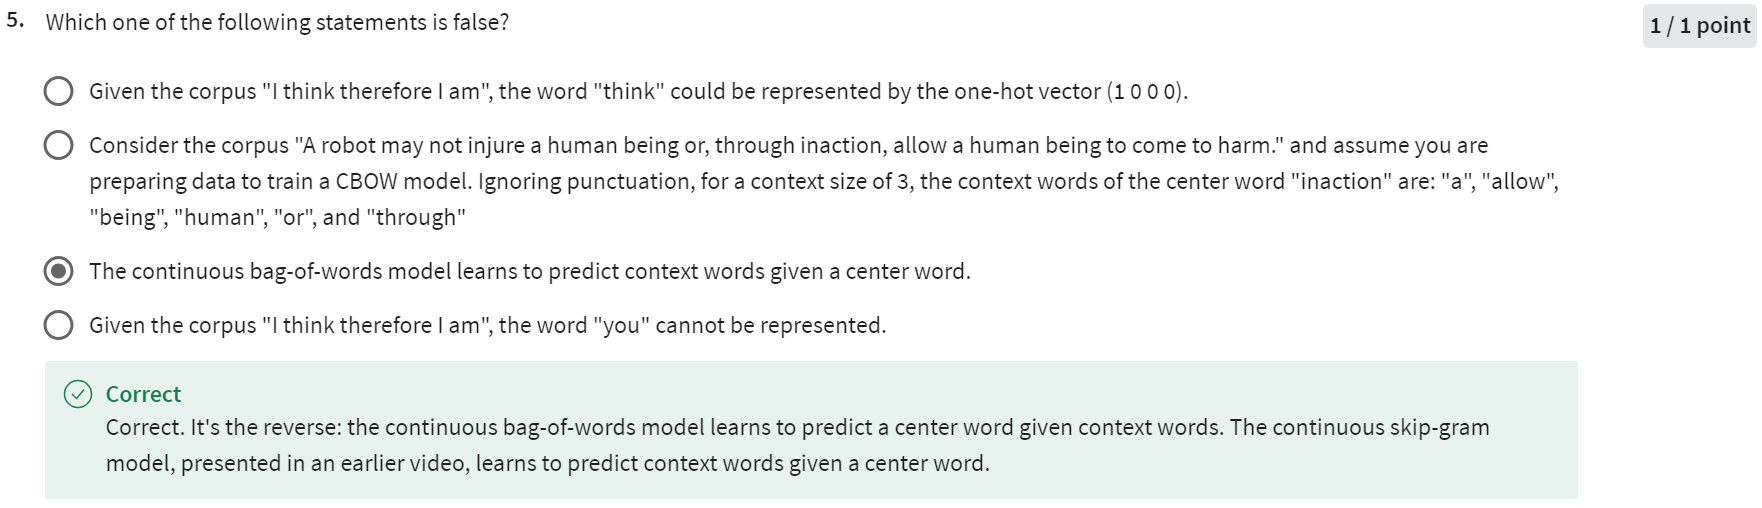 5. Which one of the following statements is false?
1 / 1 point
Given the corpus "I think therefore I am", the word "think" could be represented by the one-hot vector (1 0 0 0).
Consider the corpus "A robot may not injure a human being or, through inaction, allow a human being to come to harm." and assume you are
preparing data to train a CBOW model. Ignoring punctuation, for a context size of 3, the context words of the center word "inaction" are: "a", "allow",
"being", "human", "or", and "through"
The continuous bag-of-words model learns to predict context words given a center word.
Given the corpus "I think therefore I am", the word "you" cannot be represented.
Correct
Correct. It's the reverse: the continuous bag-of-words model learns to predict a center word given context words. The continuous skip-gram
model, presented in an earlier video, learns to predict context words given a center word.